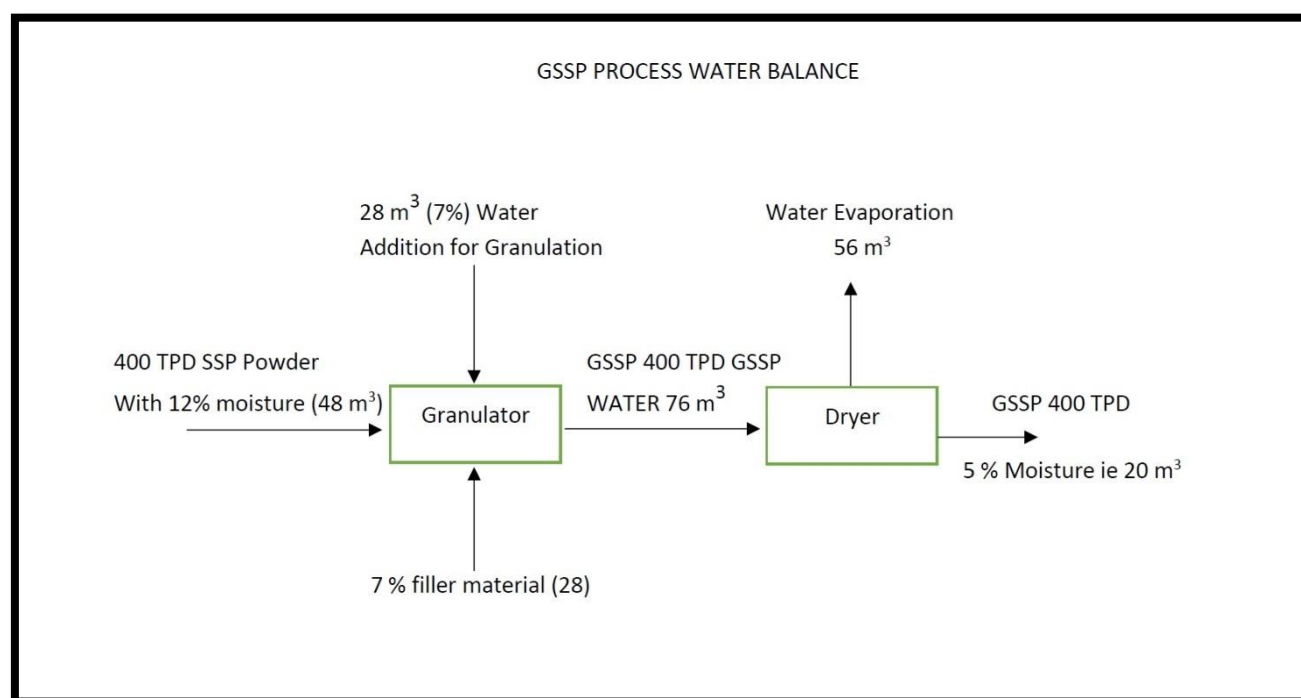 GSSP PROCESS WATER BALANCE
28 m³ (7%) Water
Addition for Granulation
Water Evaporation
56 m³
400 TPD SSP Powder
With 12% moisture (48 m³)
Granulator
GSSP 400 TPD GSSP
WATER 76 m³
Dryer
GSSP 400 TPD
5 % Moisture ie 20 m³
7 % filler material (28)